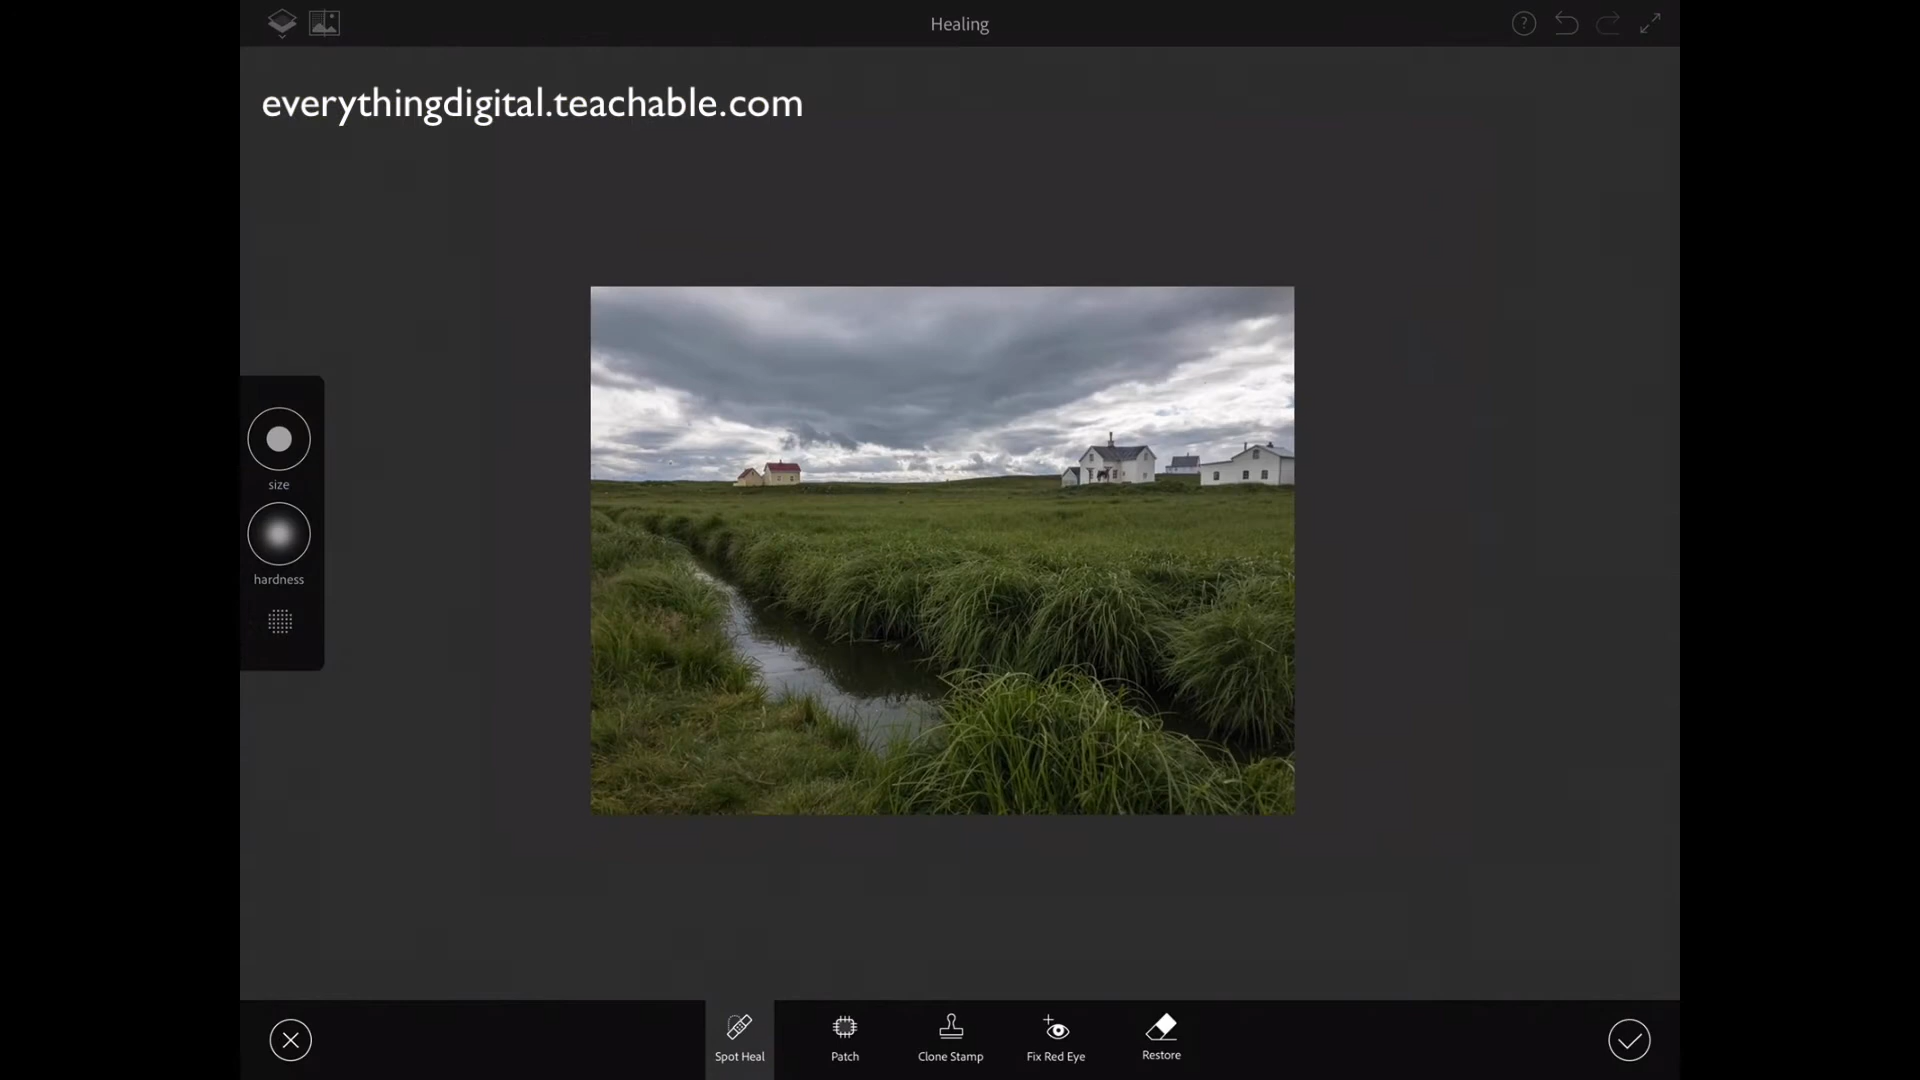 Healing
everythingdigital.teachable.com
size
hardness
Spot Heal
Patch
Clone Stamp
Fix Red Eye
Restore